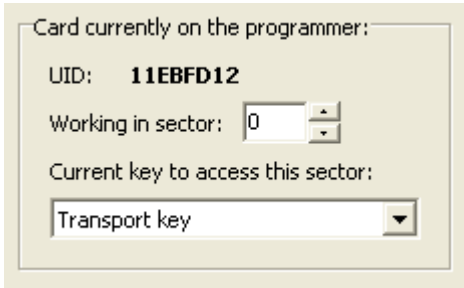 Card currently on the programmer:
UID: 11EBFD12
Working in sector: 0
Current key to access this sector:
Transport key